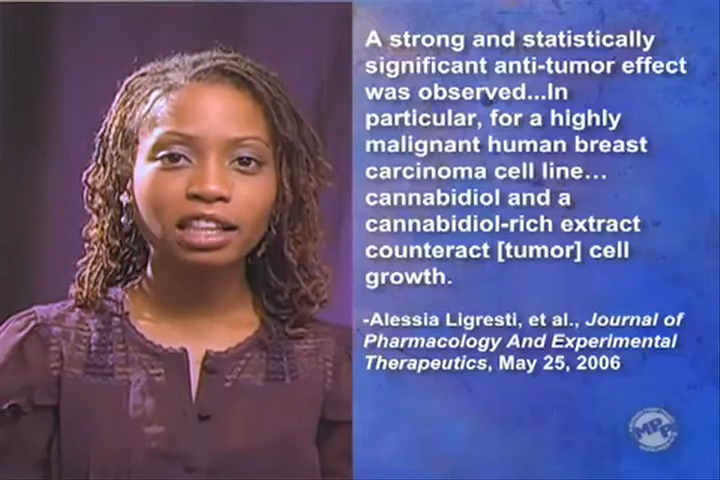 A strong and statistically
significant anti-tumor effect
was observed...In
particular, for a highly
malignant human breast
carcinoma cell line...
cannabidiol and a
cannabidiol-rich extract
counteract [tumor] cell
growth.
-Alessia Ligresti, et al., Journal of
Pharmacology And Experimental
Therapeutics, May 25, 2006
MPP